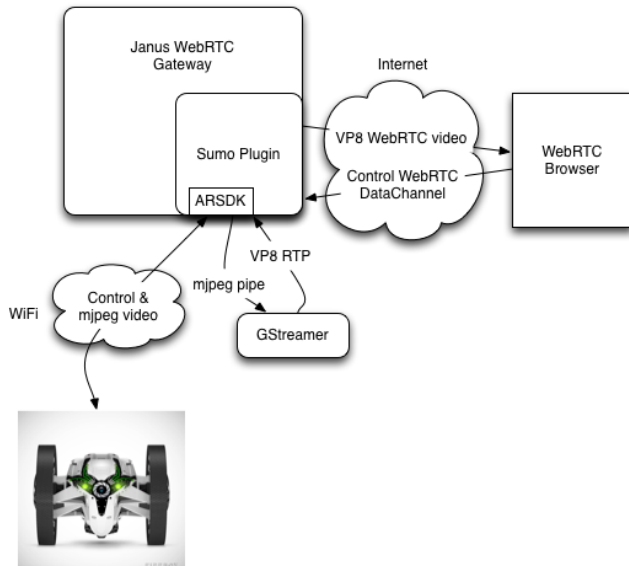 Janus WebRTC
Gateway
Internet
Sumo Plugin
VP8 WebRTC video
WebRTC
Browser
Control WebRTC
DataChannel
ARSDK
VP8 RTP
mjpeg pipe
WiFi
Control &
mjpeg video
GStreamer